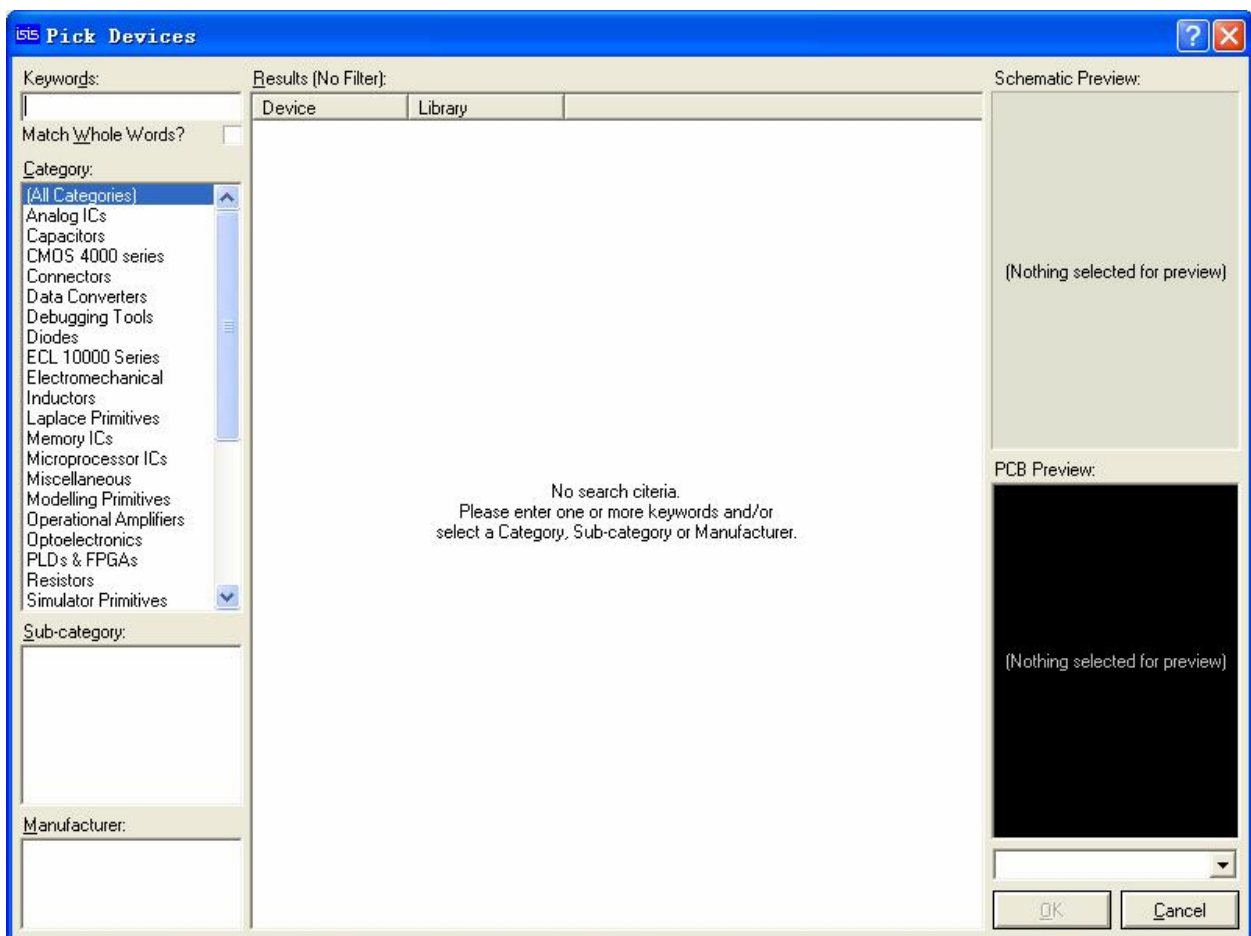 isis Pick Devices
Keywords:
Match Whole Words?
Category:
(All Categories)
Analog ICs
Capacitors
CMOS 4000 series
Connectors
Data Converters
Debugging Tools
Diodes
ECL 10000 Series
Electromechanical
Inductors
Laplace Primitives
Memory ICs
Microprocessor ICs
Miscellaneous
Modelling Primitives
Operational Amplifiers
Optoelectronics
PLDs & FPGAs
Resistors
Simulator Primitives
Sub-category:
Manufacturer:
Results (No Filter):
Device Library
No search citeria.
Please enter one or more keywords and/or
select a Category, Sub-category or Manufacturer.
Schematic Preview:
(Nothing selected for preview)
PCB Preview:
(Nothing selected for preview)
OK Cancel